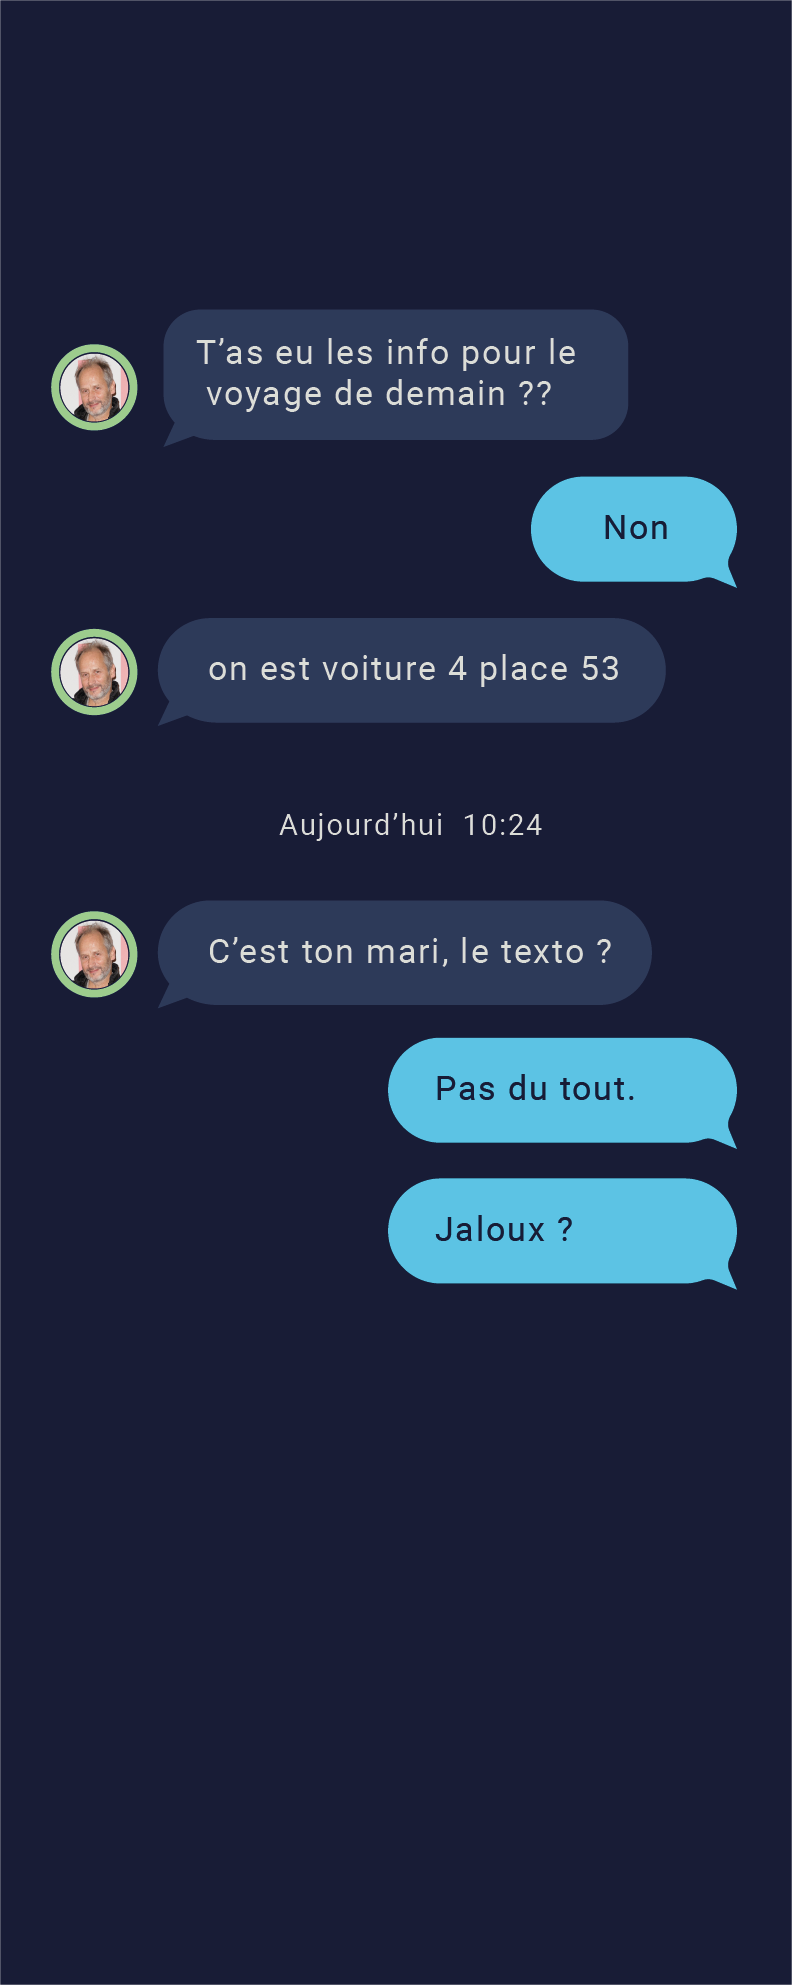 T’as eu les info pour le
voyage de demain ??
Non
on est voiture 4 place 53
Aujourd’hui 10:24
C’est ton mari, le texto ?
Pas du tout.
Jaloux ?